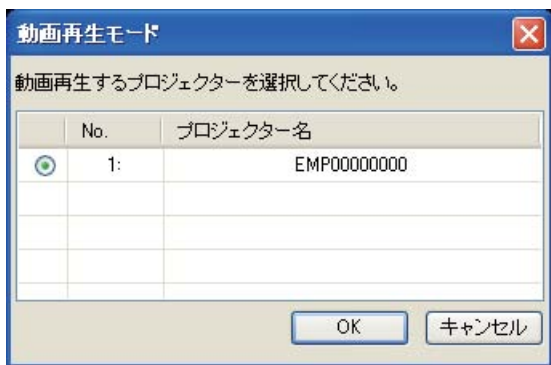 動画再生モード
動画再生するプロジェクターを選択してください。
No. プロジェクター名
1: EMP00000000
OK キャンセル